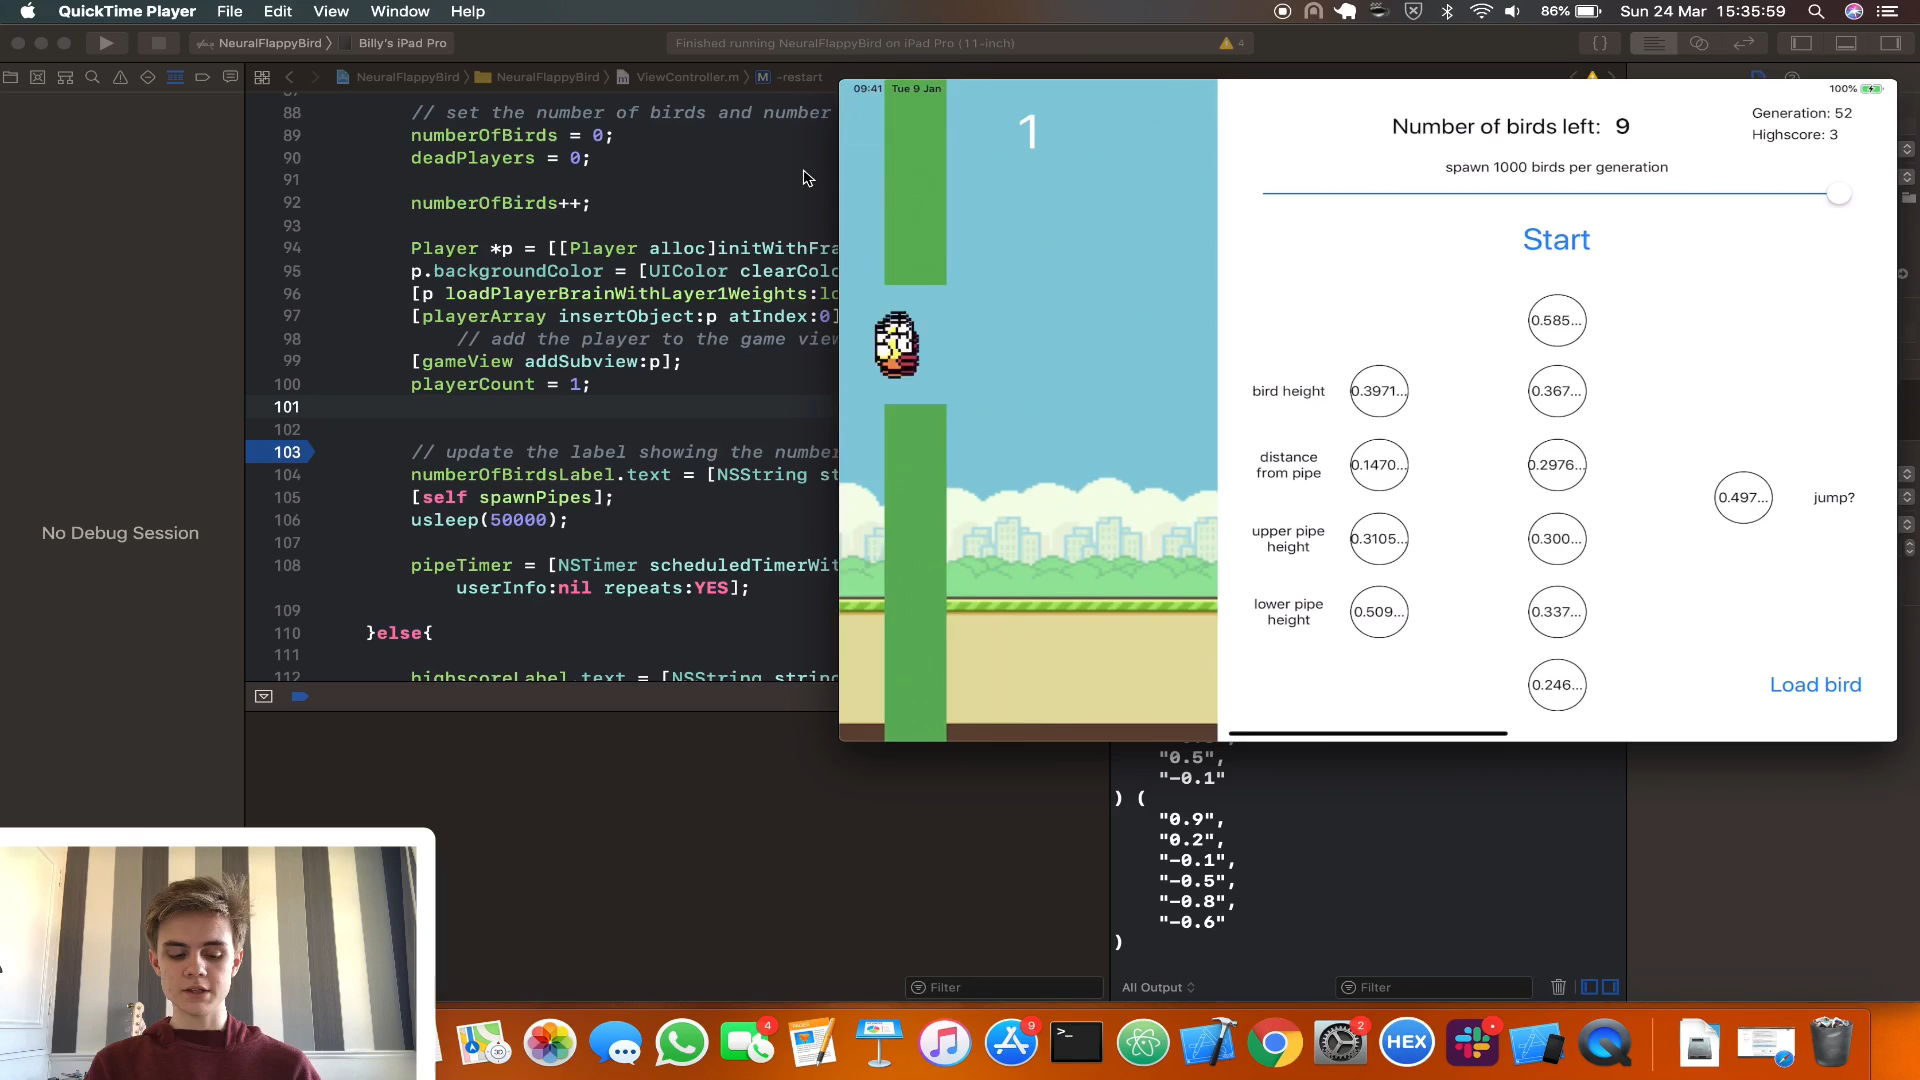 QuickTime Player File Edit View Window Help
86% Sun 24 Mar 15:35:59
NeuralFlappyBird Billy's iPad Pro
Finished running NeuralFlappyBird on iPad Pro (11-inch)
4
NeuralFlappyBird NeuralFlappyBird ViewController.m M -restart
88 // set the number of birds and number
89 numberOfBirds = 0;
90 deadPlayers = 0;
91
92 numberOfBirds++;
93
94 Player *p = [[Player alloc]initWithFra
95 p.backgroundColor = [UIColor clearColo
96 [p loadPlayerBrainWithLayer1Weights:lo
97 [playerArray insertObject:p atIndex:0]
98 // add the player to the game view
99 [gameView addSubview:p];
100 playerCount = 1;
101
102
103 // update the label showing the number
104 numberOfBirdsLabel.text = [NSString st
105 [self spawnPipes];
106 usleep(50000);
107
108 pipeTimer = [NSTimer scheduledTimerWit
userInfo:nil repeats:YES];
109
110 }else{
111
112 highscoreLabel.text = [NSString string
No Debug Session
09:41 Tue 9 Jan
100%
1
Number of birds left: 9
Generation: 52
Highscore: 3
spawn 1000 birds per generation
Start
0.585...
bird height 0.3971... 0.367...
distance
from pipe
0.1470... 0.2976...
0.497... jump?
upper pipe
height
0.3105... 0.300...
lower pipe
height
0.509... 0.337...
0.246...
Load bird
"0.5",
"-0.1"
) (
"0.9",
"0.2",
"-0.1",
"-0.5",
"-0.8",
"-0.6"
)
Filter
All Output
Filter
4
9
2
>_
HEX